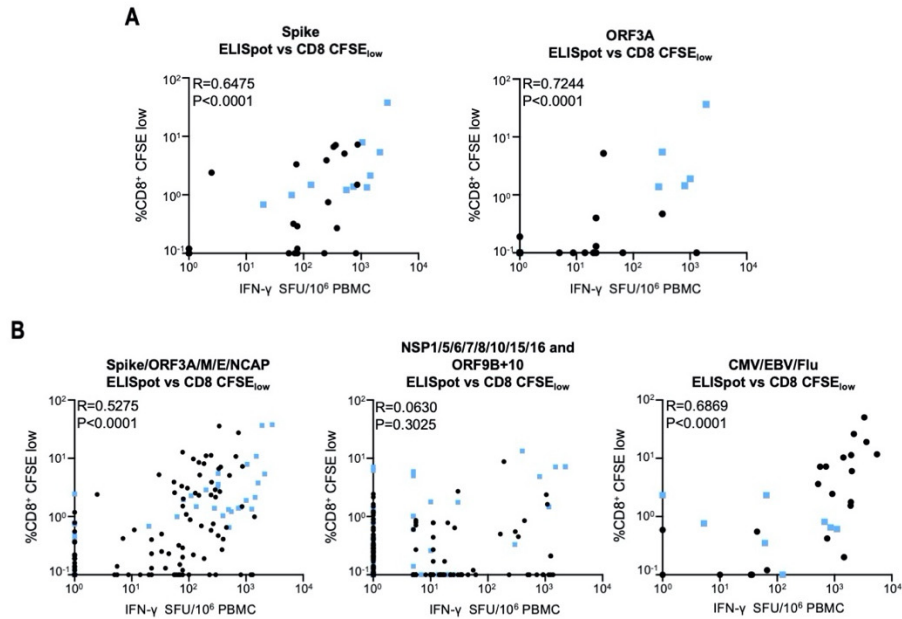 A
Spike
ELISpot vs CD8 CFSElow
R=0.6475
P<0.0001
10²
10¹
10⁰
10⁻¹
%CD8⁺ CFSE low
10⁰ 10¹ 10² 10³ 10⁴
IFN-γ SFU/10⁶ PBMC
ORF3A
ELISpot vs CD8 CFSElow
R=0.7244
P<0.0001
10²
10¹
10⁰
10⁻¹
%CD8⁺ CFSE low
10⁰ 10¹ 10² 10³ 10⁴
IFN-γ SFU/10⁶ PBMC
B
Spike/ORF3A/M/E/NCAP
ELISpot vs CD8 CFSElow
R=0.5275
P<0.0001
10²
10¹
10⁰
10⁻¹
%CD8⁺ CFSE low
10⁰ 10¹ 10² 10³ 10⁴
IFN-γ SFU/10⁶ PBMC
NSP1/5/6/7/8/10/15/16 and
ORF9B+10
ELISpot vs CD8 CFSElow
R=0.0630
P=0.3025
10²
10¹
10⁰
10⁻¹
%CD8⁺ CFSE low
10⁰ 10¹ 10² 10³ 10⁴
IFN-γ SFU/10⁶ PBMC
CMV/EBV/Flu
ELISpot vs CD8 CFSElow
R=0.6869
P<0.0001
10²
10¹
10⁰
10⁻¹
%CD8⁺ CFSE low
10⁰ 10¹ 10² 10³ 10⁴
IFN-γ SFU/10⁶ PBMC